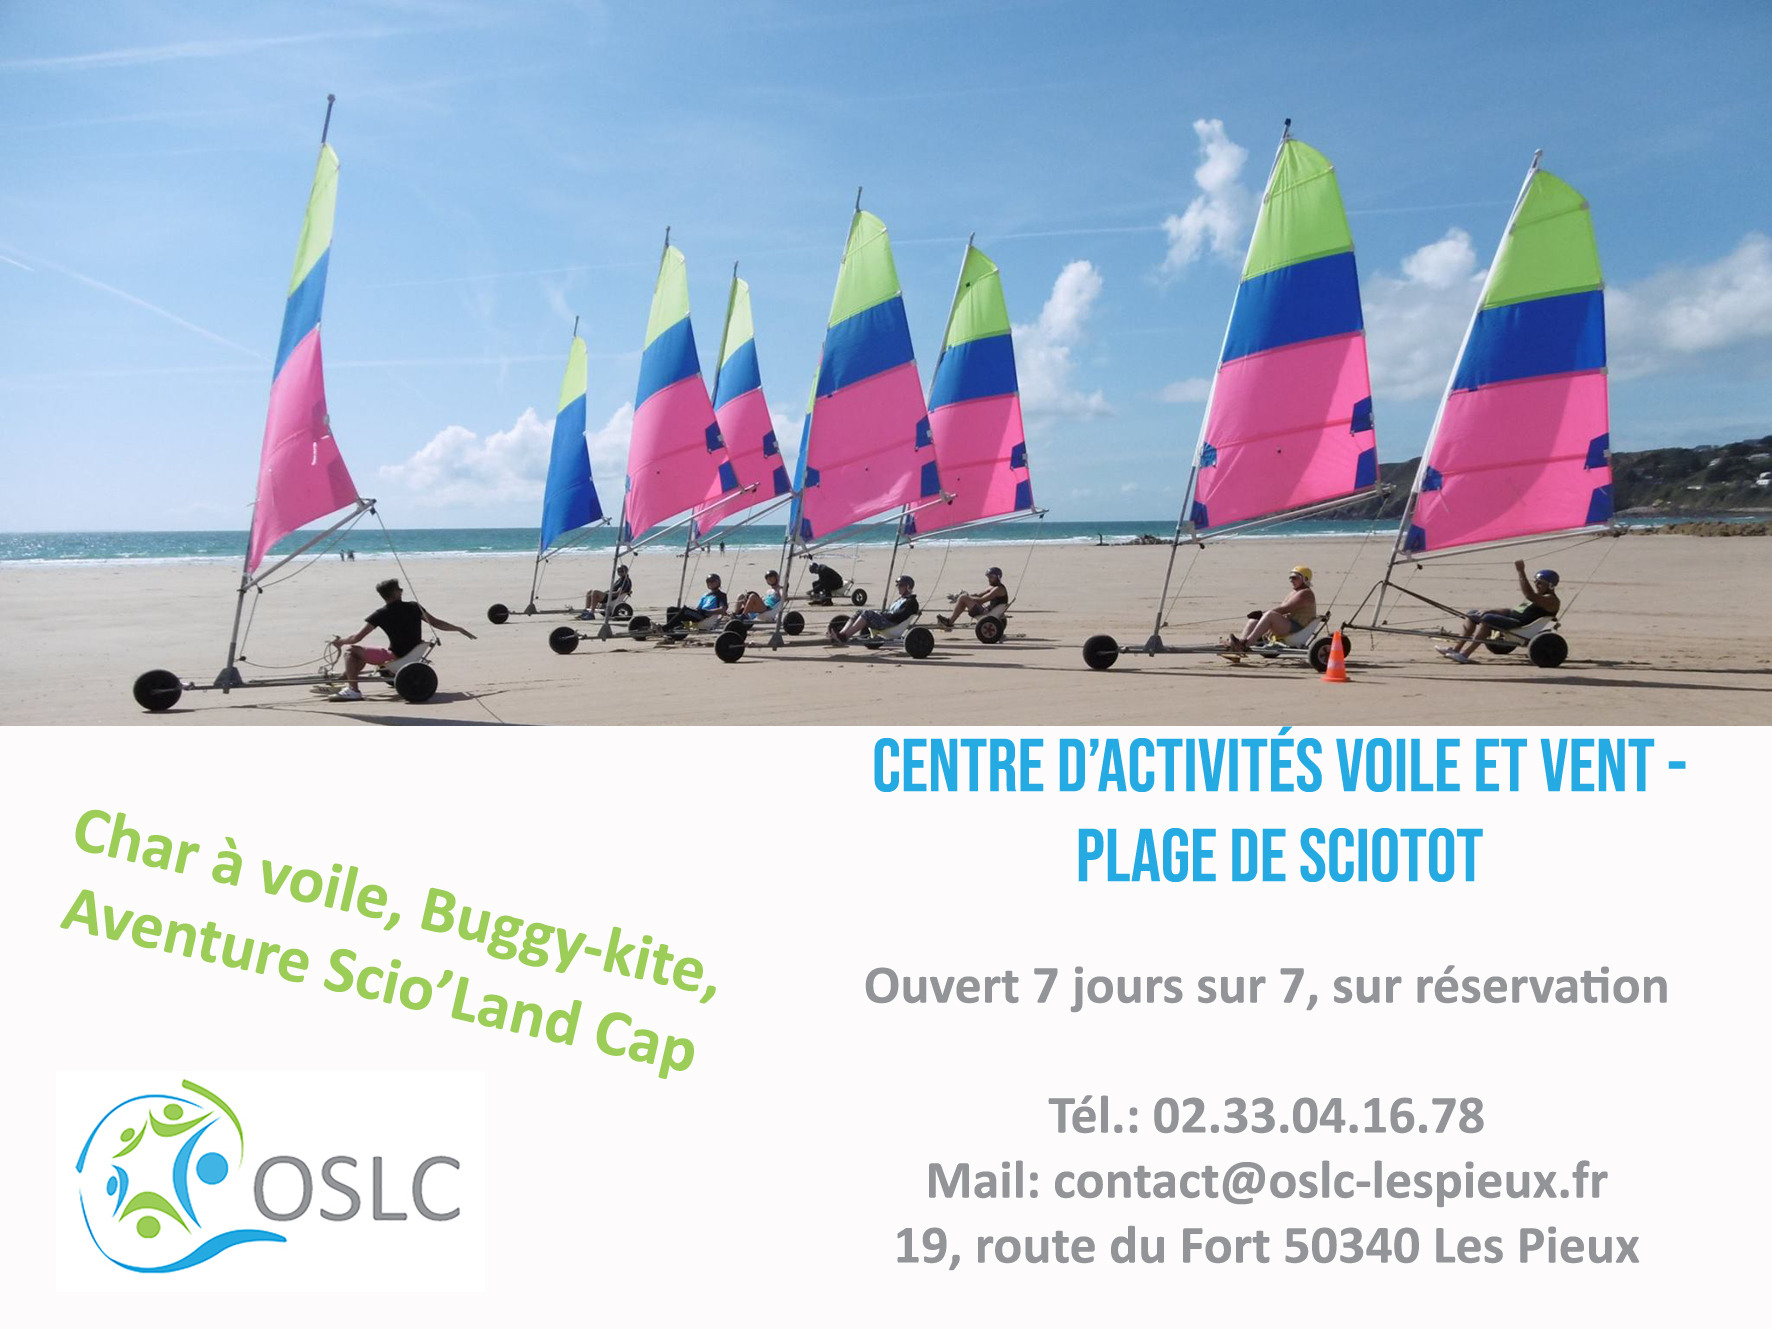 CENTRE D'ACTIVITÉS VOILE ET VENT -
PLAGE DE SCIOTOT
Char à voile, Buggy-kite,
Aventure Scio'Land Cap
Ouvert 7 jours sur 7, sur réservation
Tél.: 02.33.04.16.78
Mail: contact@oslc-lespieux.fr
19, route du Fort 50340 Les Pieux
OSLC